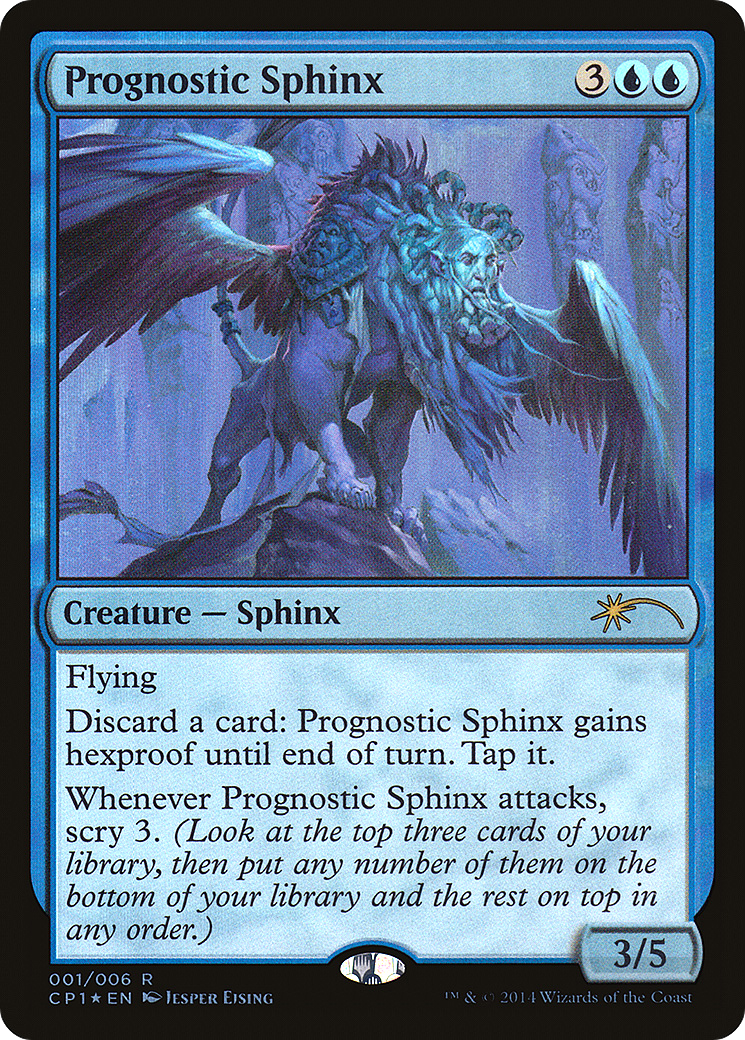 Prognostic Sphinx 3
Creature — Sphinx
Flying
Discard a card: Prognostic Sphinx gains
hexproof until end of turn. Tap it.
Whenever Prognostic Sphinx attacks,
scry 3. (Look at the top three cards of your
library, then put any number of them on the
bottom of your library and the rest on top in
any order.)
3/5
001/006 R
CP1★EN Jesper Ejsing
™ & © 2014 Wizards of the Coast